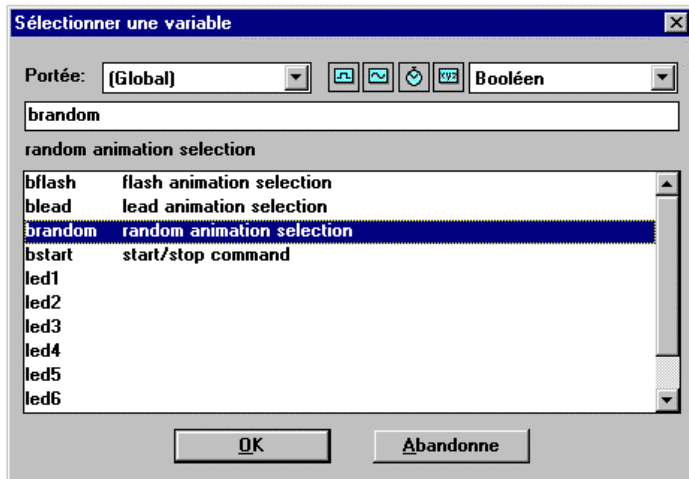 Sélectionner une variable
Portée: (Global) xyz Booléen
brandom
random animation selection
bflash flash animation selection
blead lead animation selection
brandom random animation selection
bstart start/stop command
led1
led2
led3
led4
led5
led6
OK Abandonne